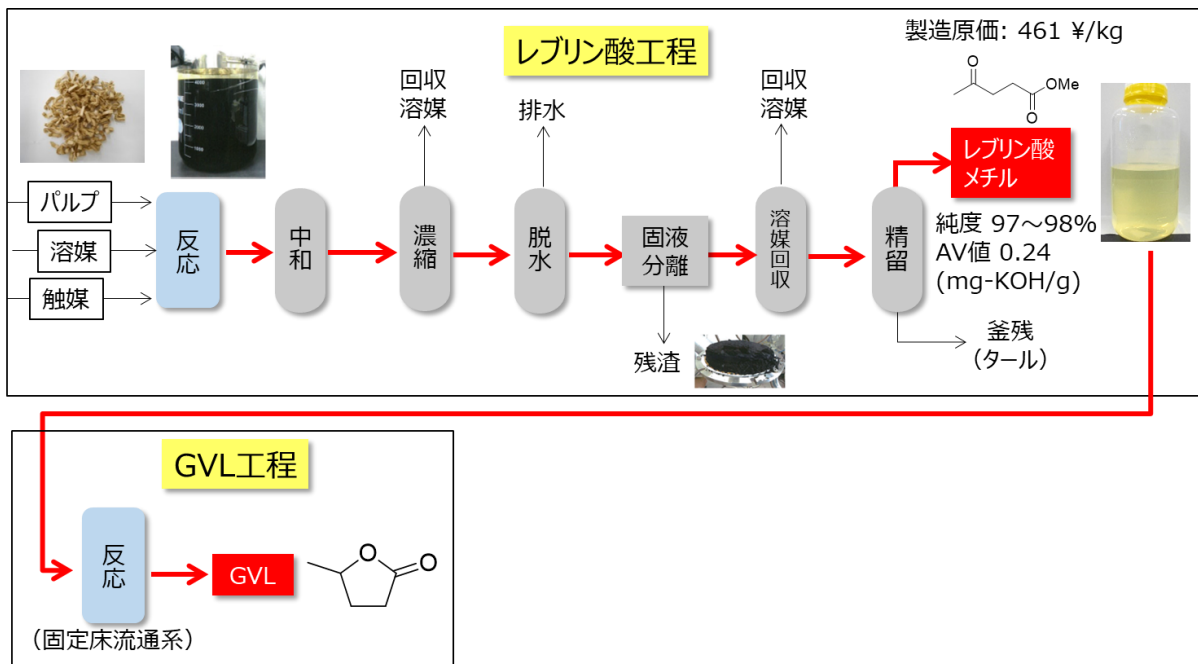 レブリン酸工程
製造原価: 461 ¥/kg
O
OMe
O
回収
溶媒
排水
回収
溶媒
レブリン酸
メチル
パルプ
溶媒
触媒
反応
中和
濃縮
脱水
固液
分離
溶媒回収
精留
純度 97～98%
AV値 0.24
(mg-KOH/g)
残渣
釜残
（タール）
GVL工程
反応
GVL
O
O
（固定床流通系）